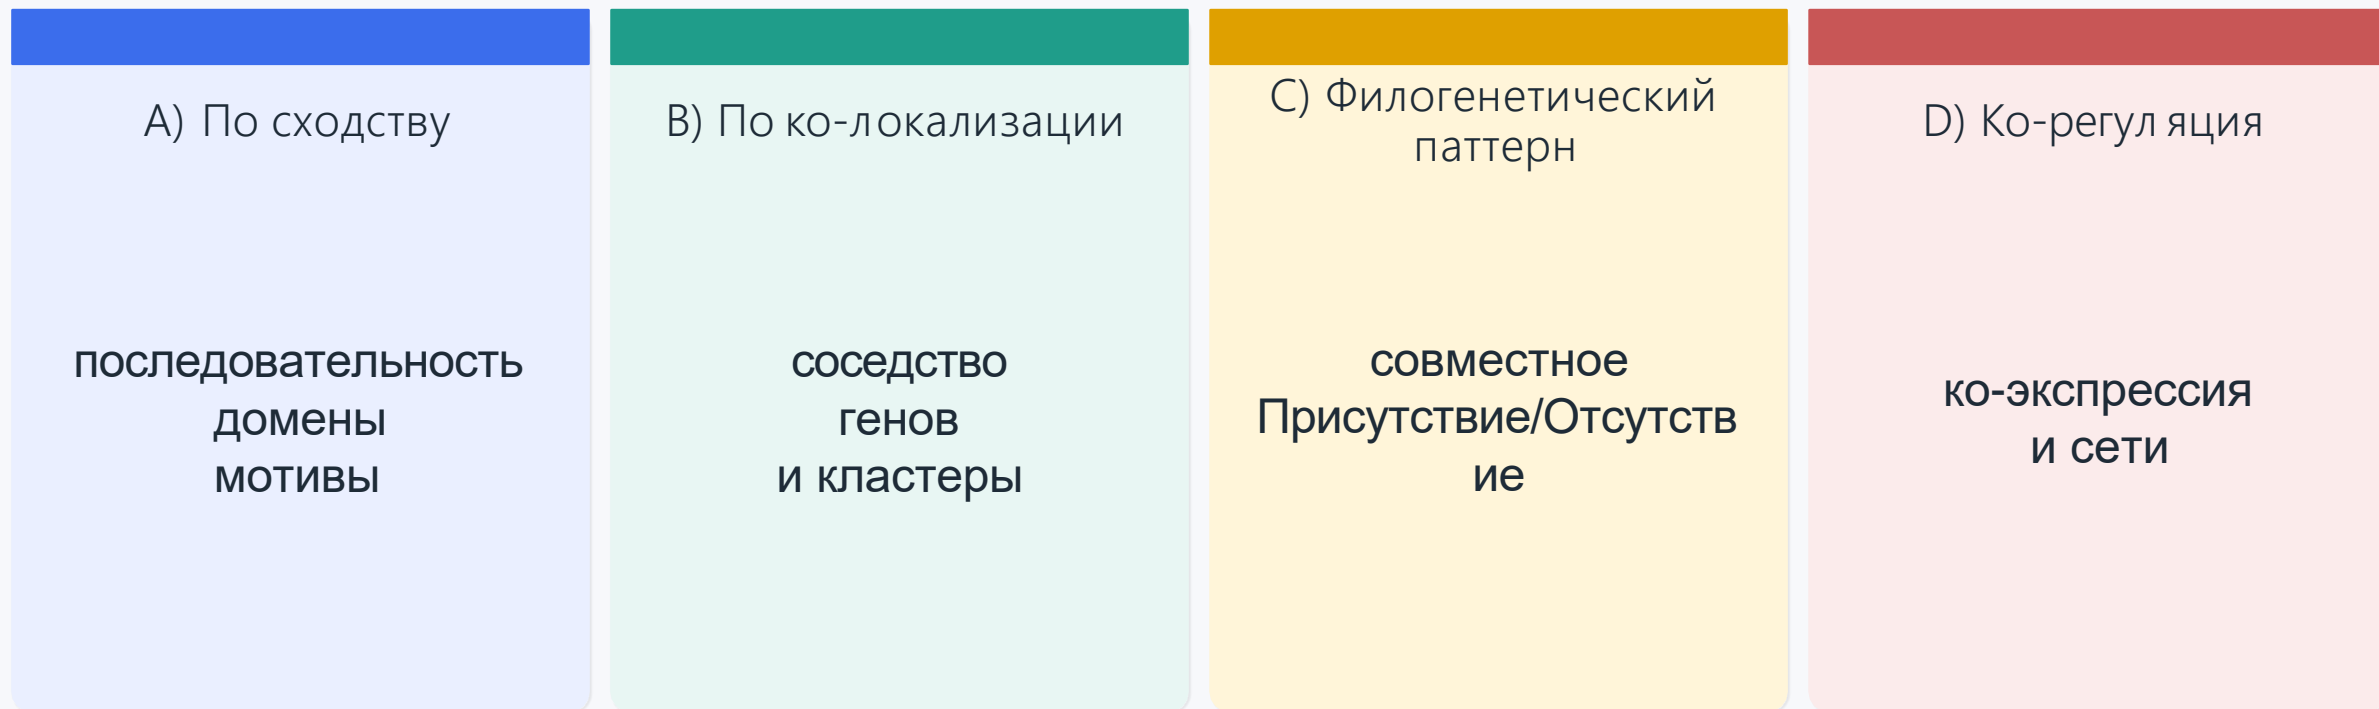 A) По сходству
последовательность
домены
мотивы
B) По ко-локализации
соседство
генов
и кластеры
C) Филогенетический
паттерн
совместное
Присутствие/Отсутств
ие
D) Ко-регул яция
ко-экспрессия
и сети